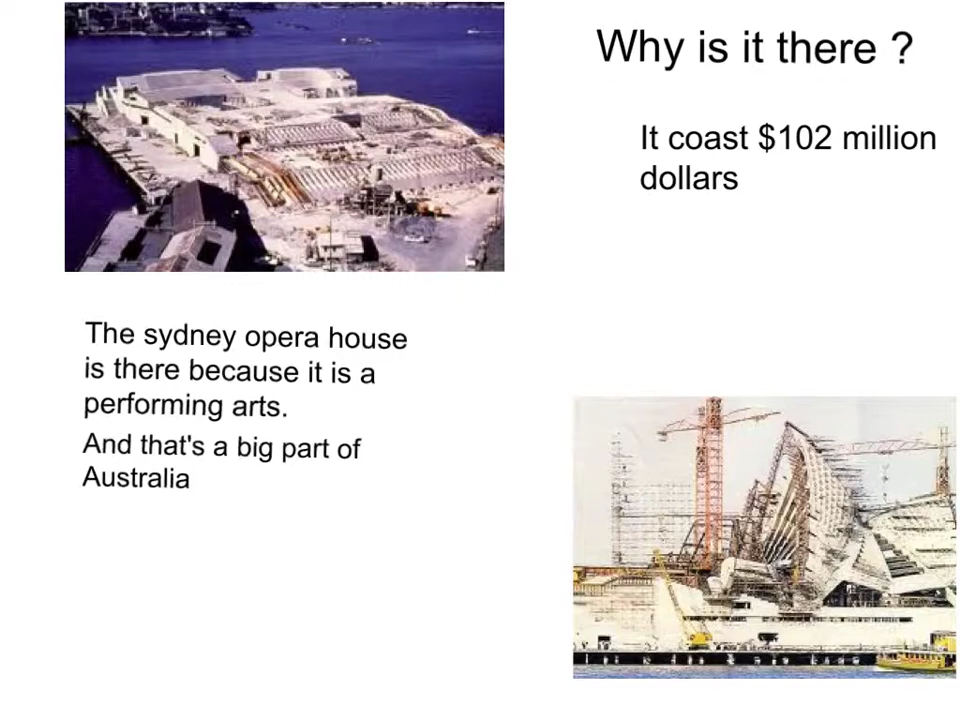 Why is it there ?
It coast $102 million
dollars
The sydney opera house
is there because it is a
performing arts.
And that's a big part of
Australia